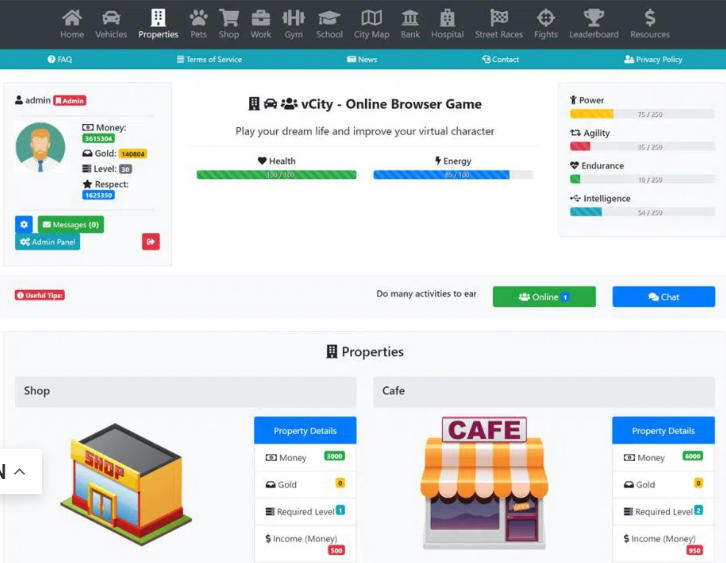 Home Vehicles Properties Pets Shop Work Gym School City Map Bank Hospital Street Races Fights Leaderboard Resources
FAQ Terms of Service News Contact Privacy Policy
admin Admin
Money:
3615304
Gold: 140804
Level: 30
Respect:
1625350
Messages (0)
Admin Panel
vCity - Online Browser Game
Play your dream life and improve your virtual character
Health
100 / 100
Energy
85 / 100
Power
75 / 250
Agility
35 / 250
Endurance
10 / 250
Intelligence
54 / 250
Useful Tips:
Do many activities to ear
Online 1
Chat
Properties
Shop
SHOP
Property Details
Money 3000
Gold 0
Required Level 1
Income (Money)
500
Cafe
CAFE
Property Details
Money 6000
Gold 0
Required Level 2
Income (Money)
950
N